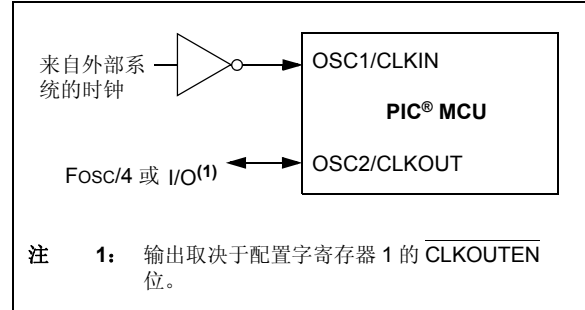 来自外部系
统的时钟
OSC1/CLKIN
PIC® MCU
FOSC/4 或 I/O(1)
OSC2/CLKOUT
注 1: 输出取决于配置字寄存器 1 的 CLKOUTEN
位。